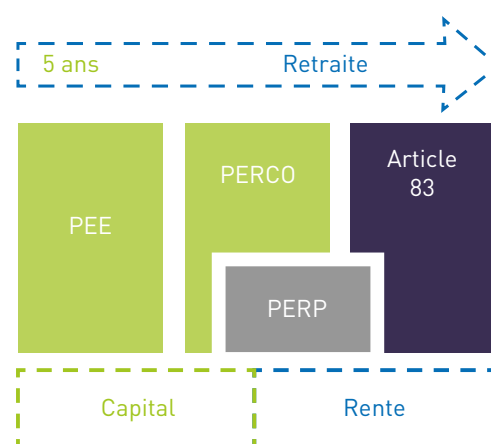 5 ans
Retraite
PEE
PERCO
Article
83
PERP
Capital
Rente